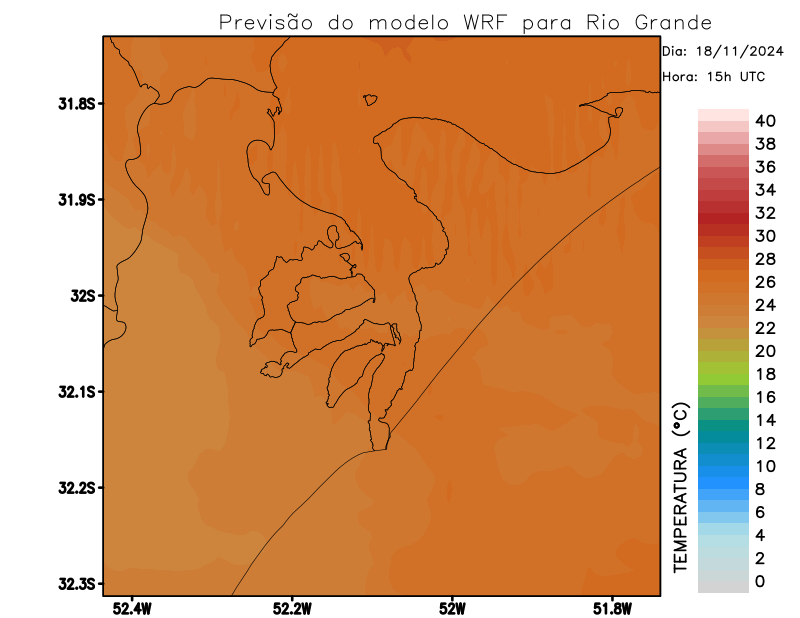 Previsão do modelo WRF para Rio Grande
Dia: 18/11/2024
Hora: 15h UTC
31.8S
31.9S
32S
32.1S
32.2S
32.3S
52.4W
52.2W
52W
51.8W
TEMPERATURA (°C)
40
38
36
34
32
30
28
26
24
22
20
18
16
14
12
10
8
6
4
2
0